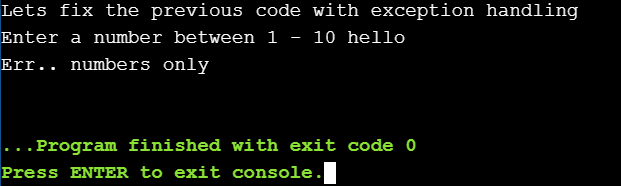 Lets fix the previous code with exception handling
Enter a number between 1 - 10 hello
Err.. numbers only
...Program finished with exit code 0
Press ENTER to exit console.